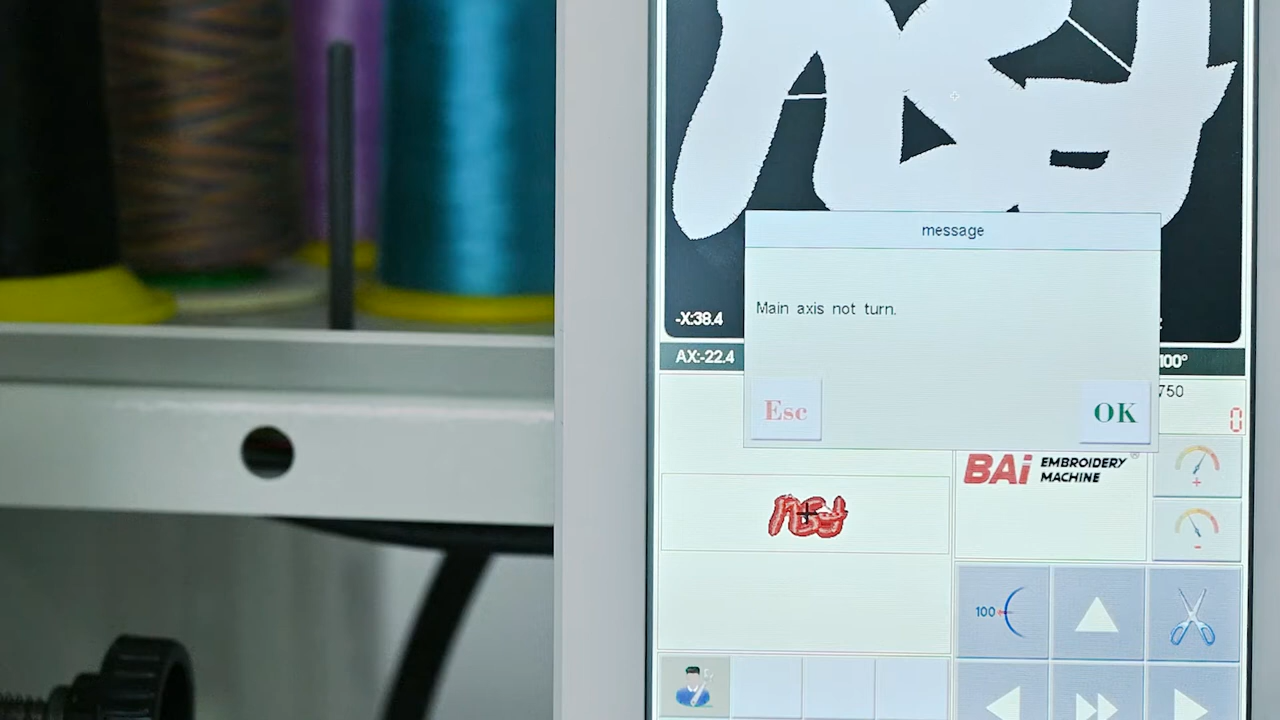 message
Main axis not turn.
-X:38.4
AX:-22.4
100°
750
0
Esc
OK
BAi EMBROIDERY®
MACHINE
+
-
100